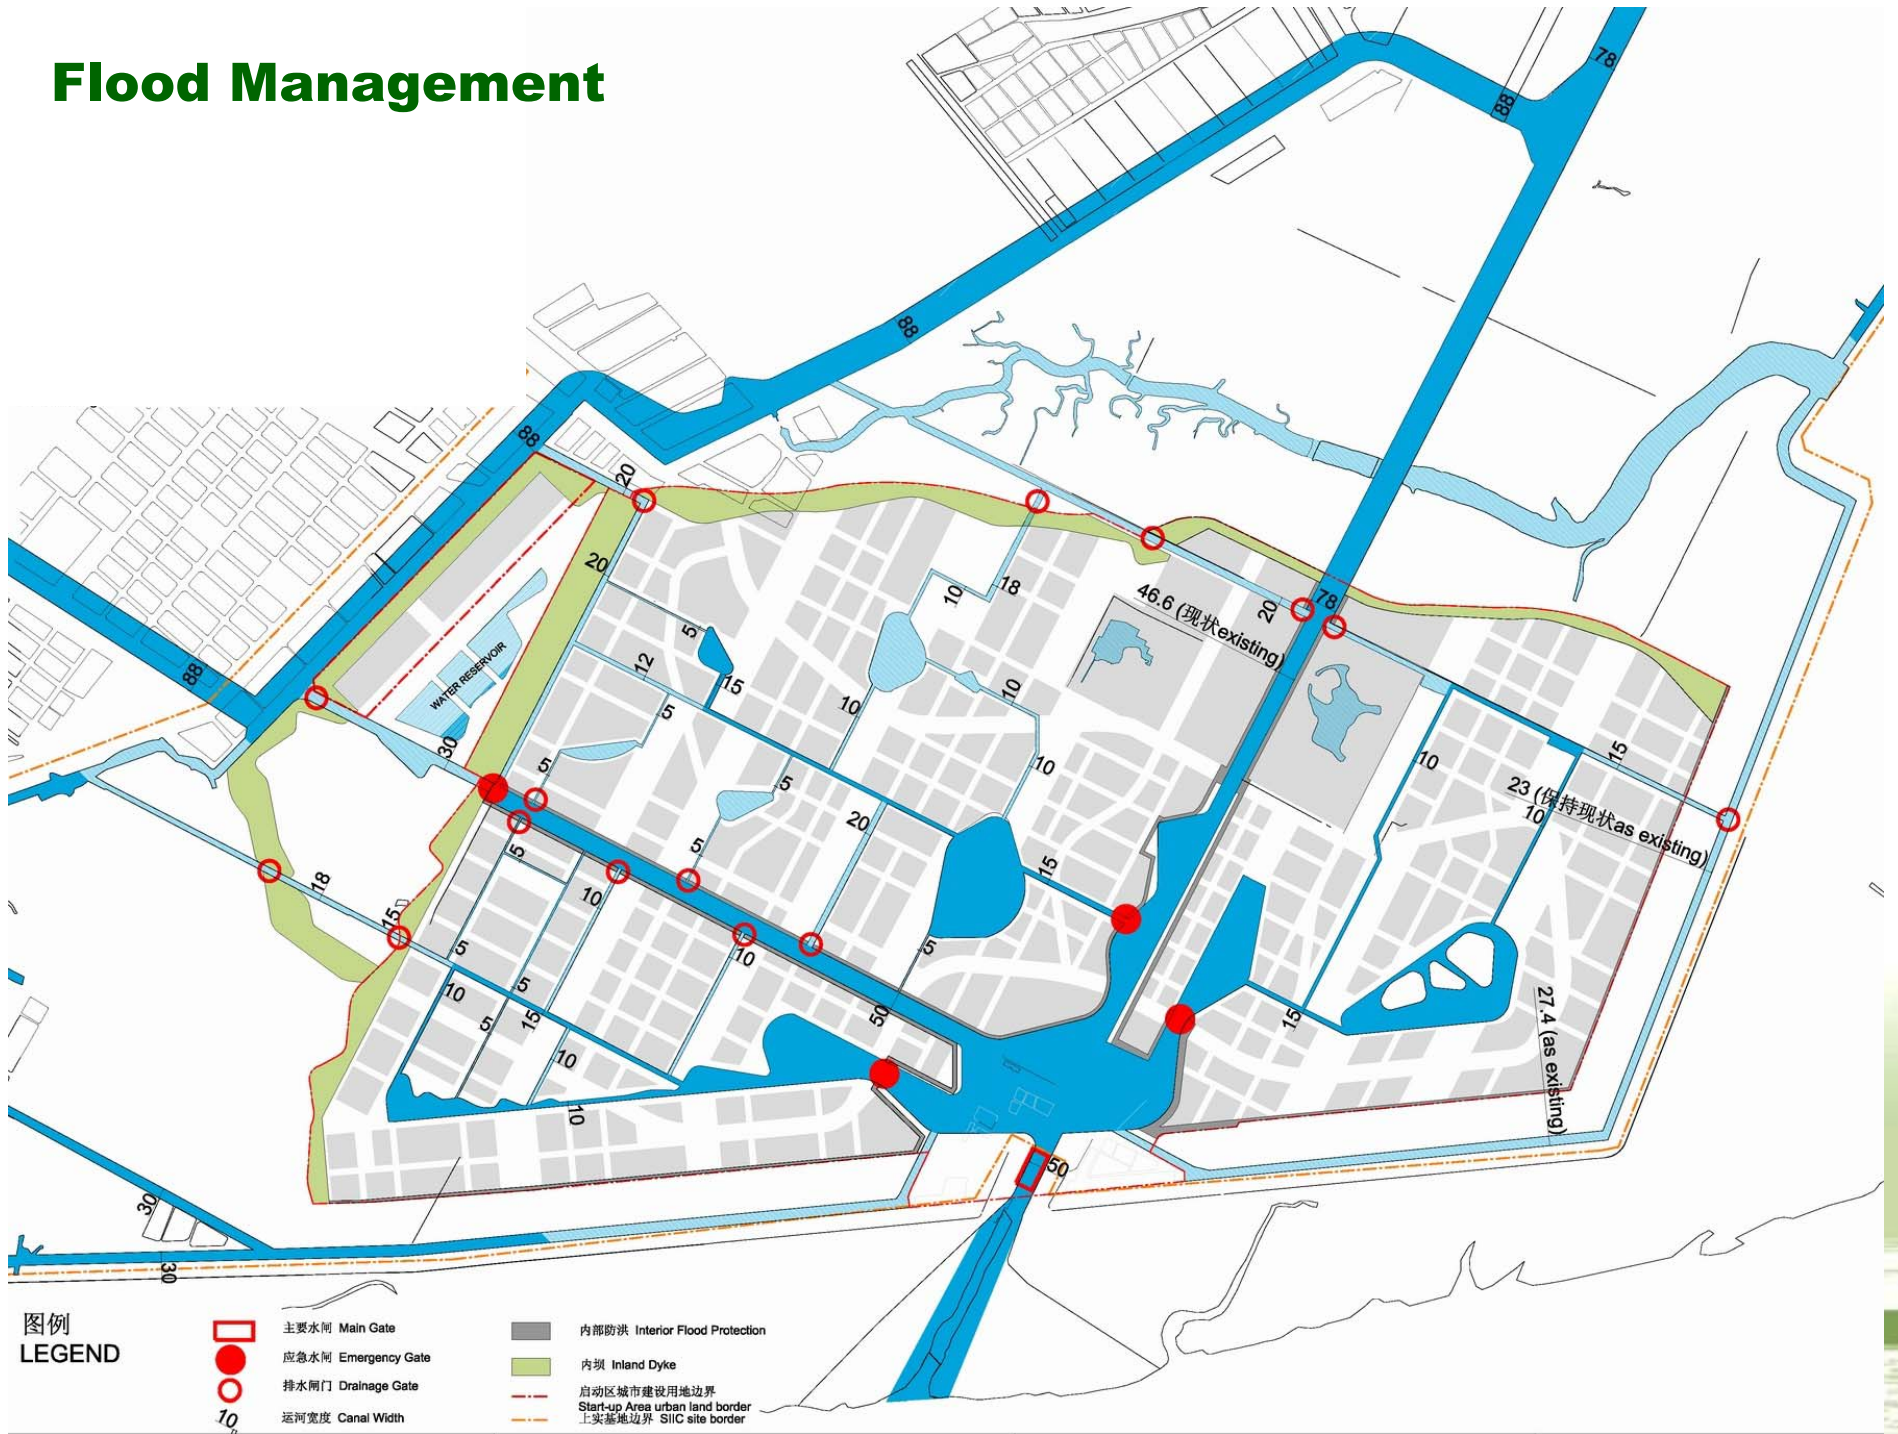 Flood Management
78
88
88
88
20
20
10
18
46.6 (现状existing)
20
78
5
12
15
10
10
88
WATER RESERVOIR
5
30
5
5
10
10
15
23 (保持现状as existing)
10
20
5
15
5
18
10
15
5
5
10
10
5
5
15
50
15
27.4 (as existing)
10
10
50
30
30
图例
LEGEND
主要水闸 Main Gate
应急水闸 Emergency Gate
排水闸门 Drainage Gate
10 运河宽度 Canal Width
内部防洪 Interior Flood Protection
内坝 Inland Dyke
启动区城市建设用地边界
Start-up Area urban land border
上实基地边界 SIIC site border